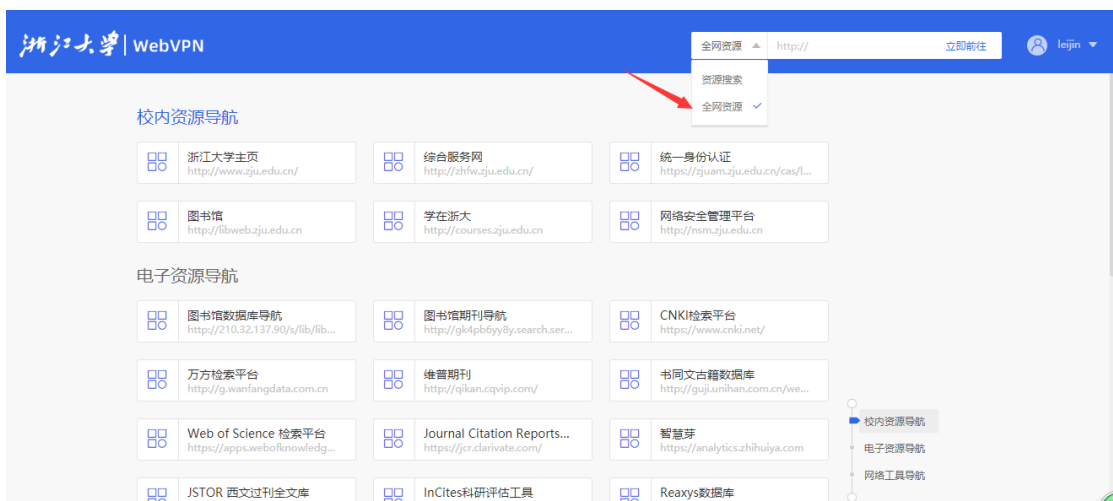 浙江大学 | WebVPN
全网资源 http:// 立即前往
leijin
资源搜索
全网资源
校内资源导航
浙江大学主页
http://www.zju.edu.cn/
综合服务网
http://zhfw.zju.edu.cn/
统一身份认证
https://zjuam.zju.edu.cn/cas/l...
图书馆
http://libweb.zju.edu.cn
学在浙大
http://courses.zju.edu.cn
网络安全管理平台
http://nsm.zju.edu.cn
电子资源导航
图书馆数据库导航
http://210.32.137.90/s/lib/lib...
图书馆期刊导航
http://gk4pb6yy8y.search.ser...
CNKI检索平台
https://www.cnki.net/
万方检索平台
http://g.wanfangdata.com.cn
维普期刊
http://qikan.cqvip.com/
书同文古籍数据库
http://guji.unihan.com.cn/we...
Web of Science 检索平台
https://apps.webofknowledg...
Journal Citation Reports...
https://jcr.clarivate.com/
智慧芽
https://analytics.zhihuiya.com
JSTOR 西文过刊全文库
InCites科研评估工具
Reaxys数据库
校内资源导航
电子资源导航
网络工具导航